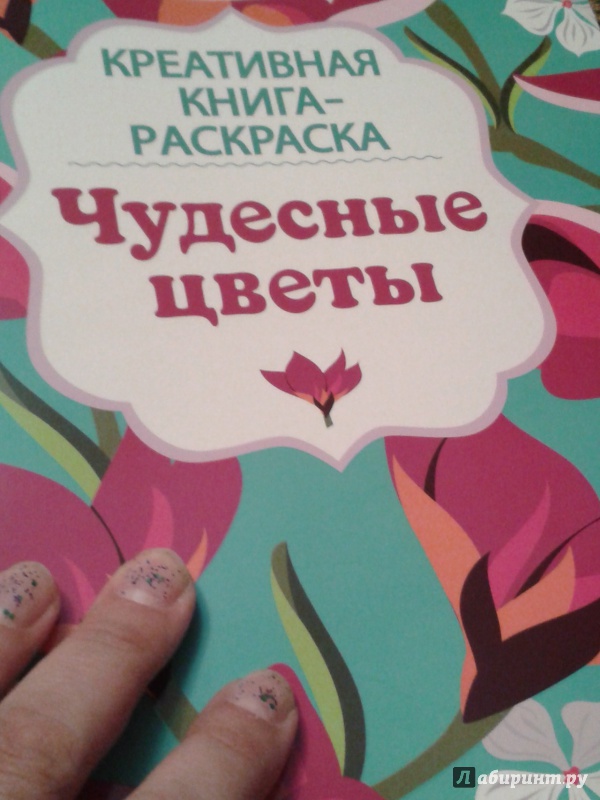 КРЕАТИВНАЯ
КНИГА-
РАСКРАСКА
Чудесные
цветы
Лабиринт.ру